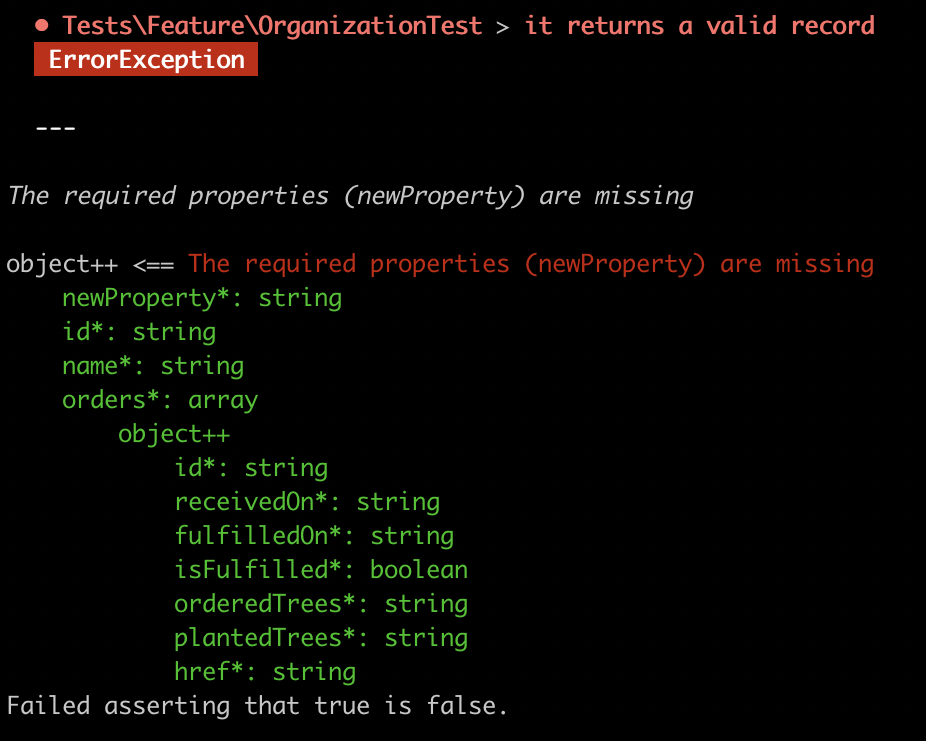 ● Tests\Feature\OrganizationTest > it returns a valid record
ErrorException
---
The required properties (newProperty) are missing
object++ <== The required properties (newProperty) are missing
newProperty*: string
id*: string
name*: string
orders*: array
object++
id*: string
receivedOn*: string
fulfilledOn*: string
isFulfilled*: boolean
orderedTrees*: string
plantedTrees*: string
href*: string
Failed asserting that true is false.